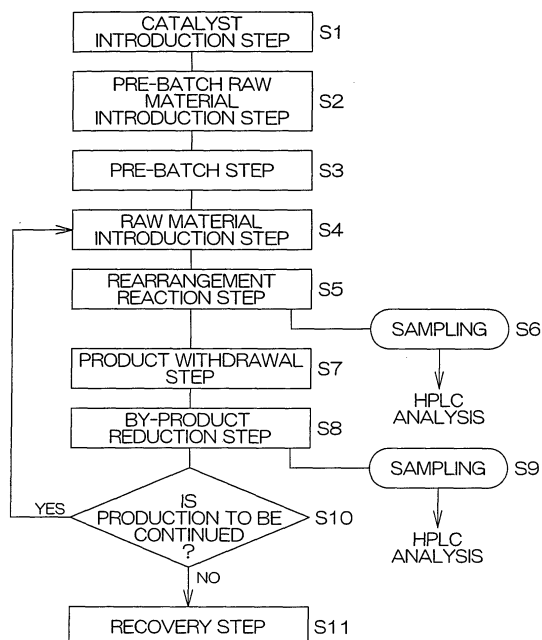 CATALYST
INTRODUCTION STEP
S1
PRE-BATCH RAW
MATERIAL
INTRODUCTION STEP
S2
PRE-BATCH STEP
S3
RAW MATERIAL
INTRODUCTION STEP
S4
REARRANGEMENT
REACTION STEP
S5
SAMPLING
S6
HPLC
ANALYSIS
PRODUCT WITHDRAWAL
STEP
S7
BY-PRODUCT
REDUCTION STEP
S8
SAMPLING
S9
HPLC
ANALYSIS
YES
IS
PRODUCTION TO BE
CONTINUED
?
S10
NO
RECOVERY STEP
S11